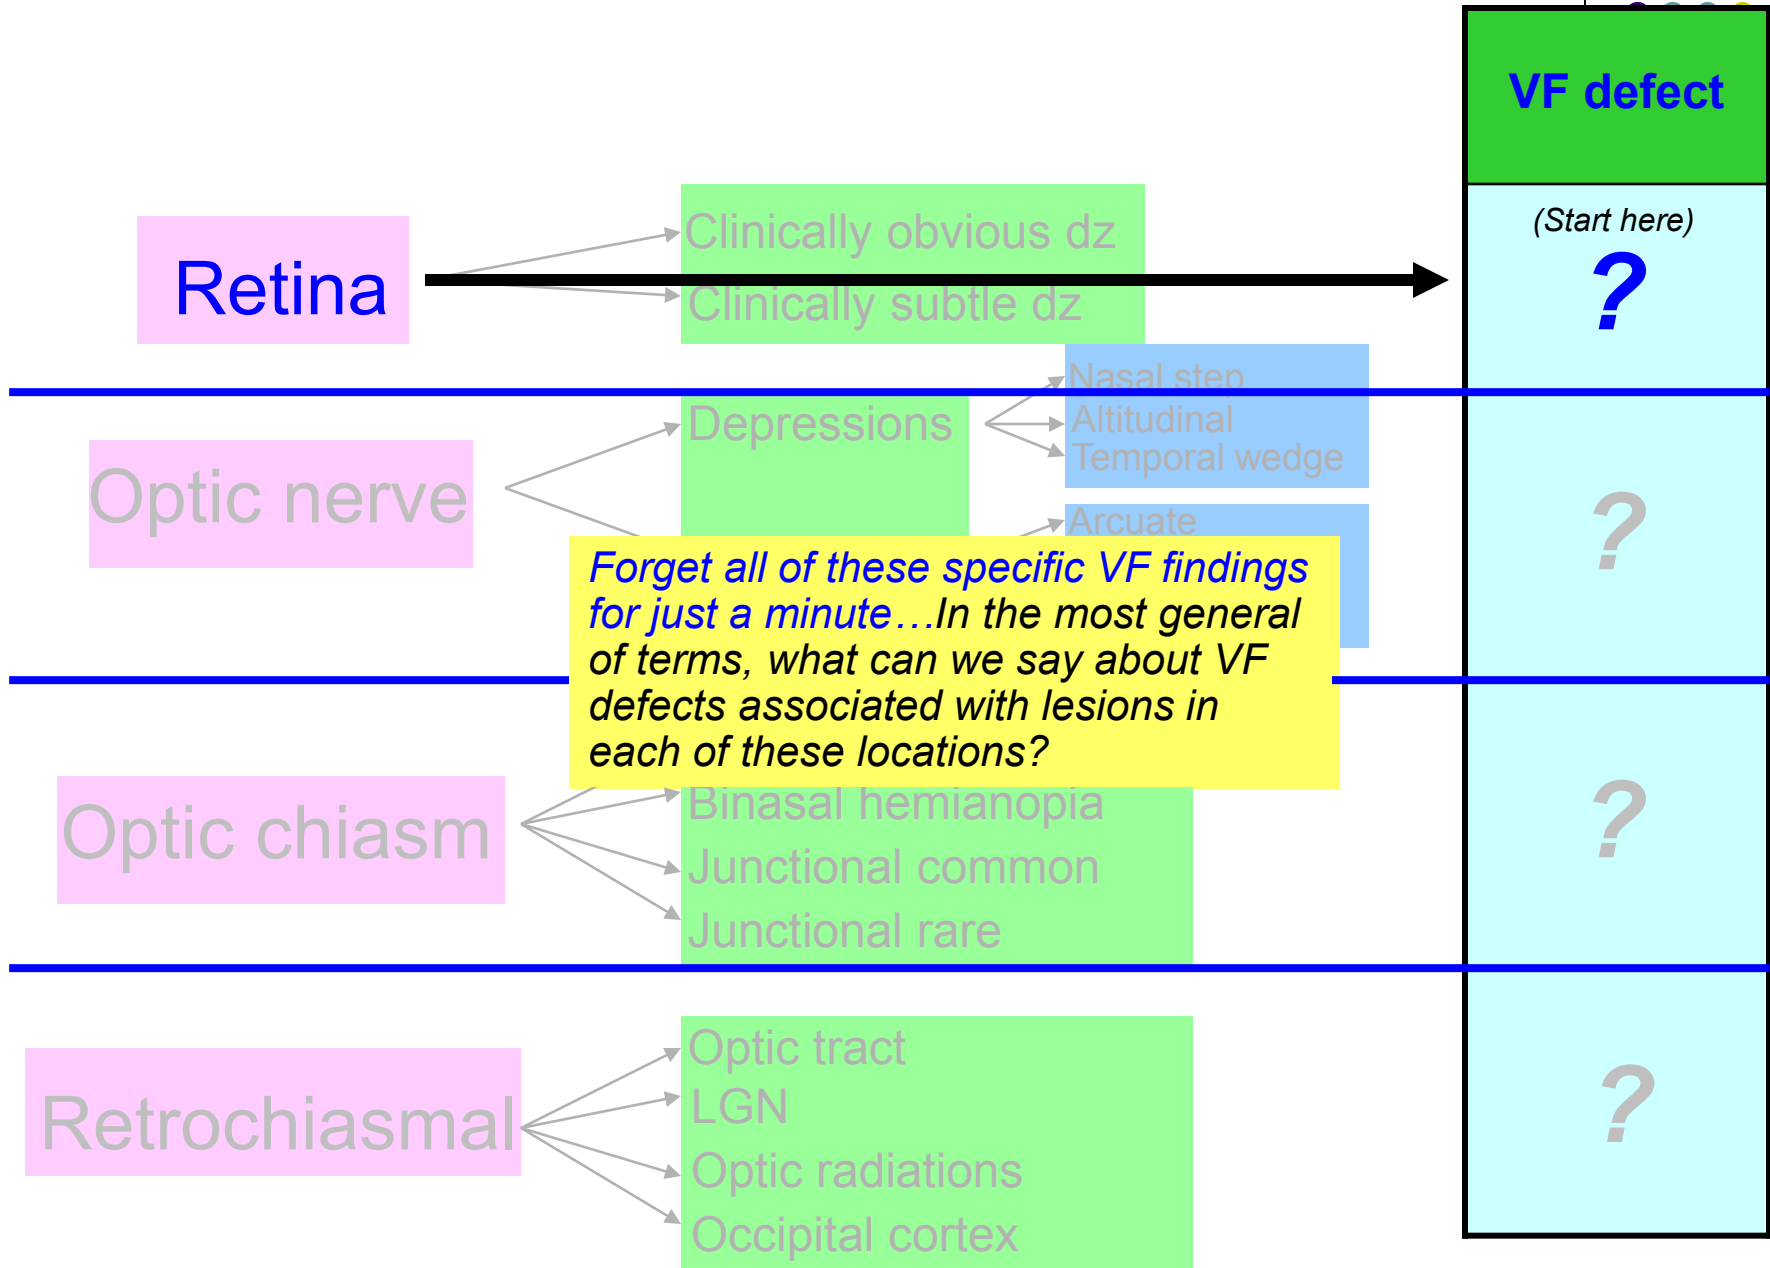 VF defect
(Start here)
?
Retina
Clinically obvious dz
Clinically subtle dz
Optic nerve
Depressions
Nasal step
Altitudinal
Temporal wedge
Arcuate
?
Forget all of these specific VF findings
for just a minute…In the most general
of terms, what can we say about VF
defects associated with lesions in
each of these locations?
Optic chiasm
Binasal hemianopia
Junctional common
Junctional rare
?
Retrochiasmal
Optic tract
LGN
Optic radiations
Occipital cortex
?